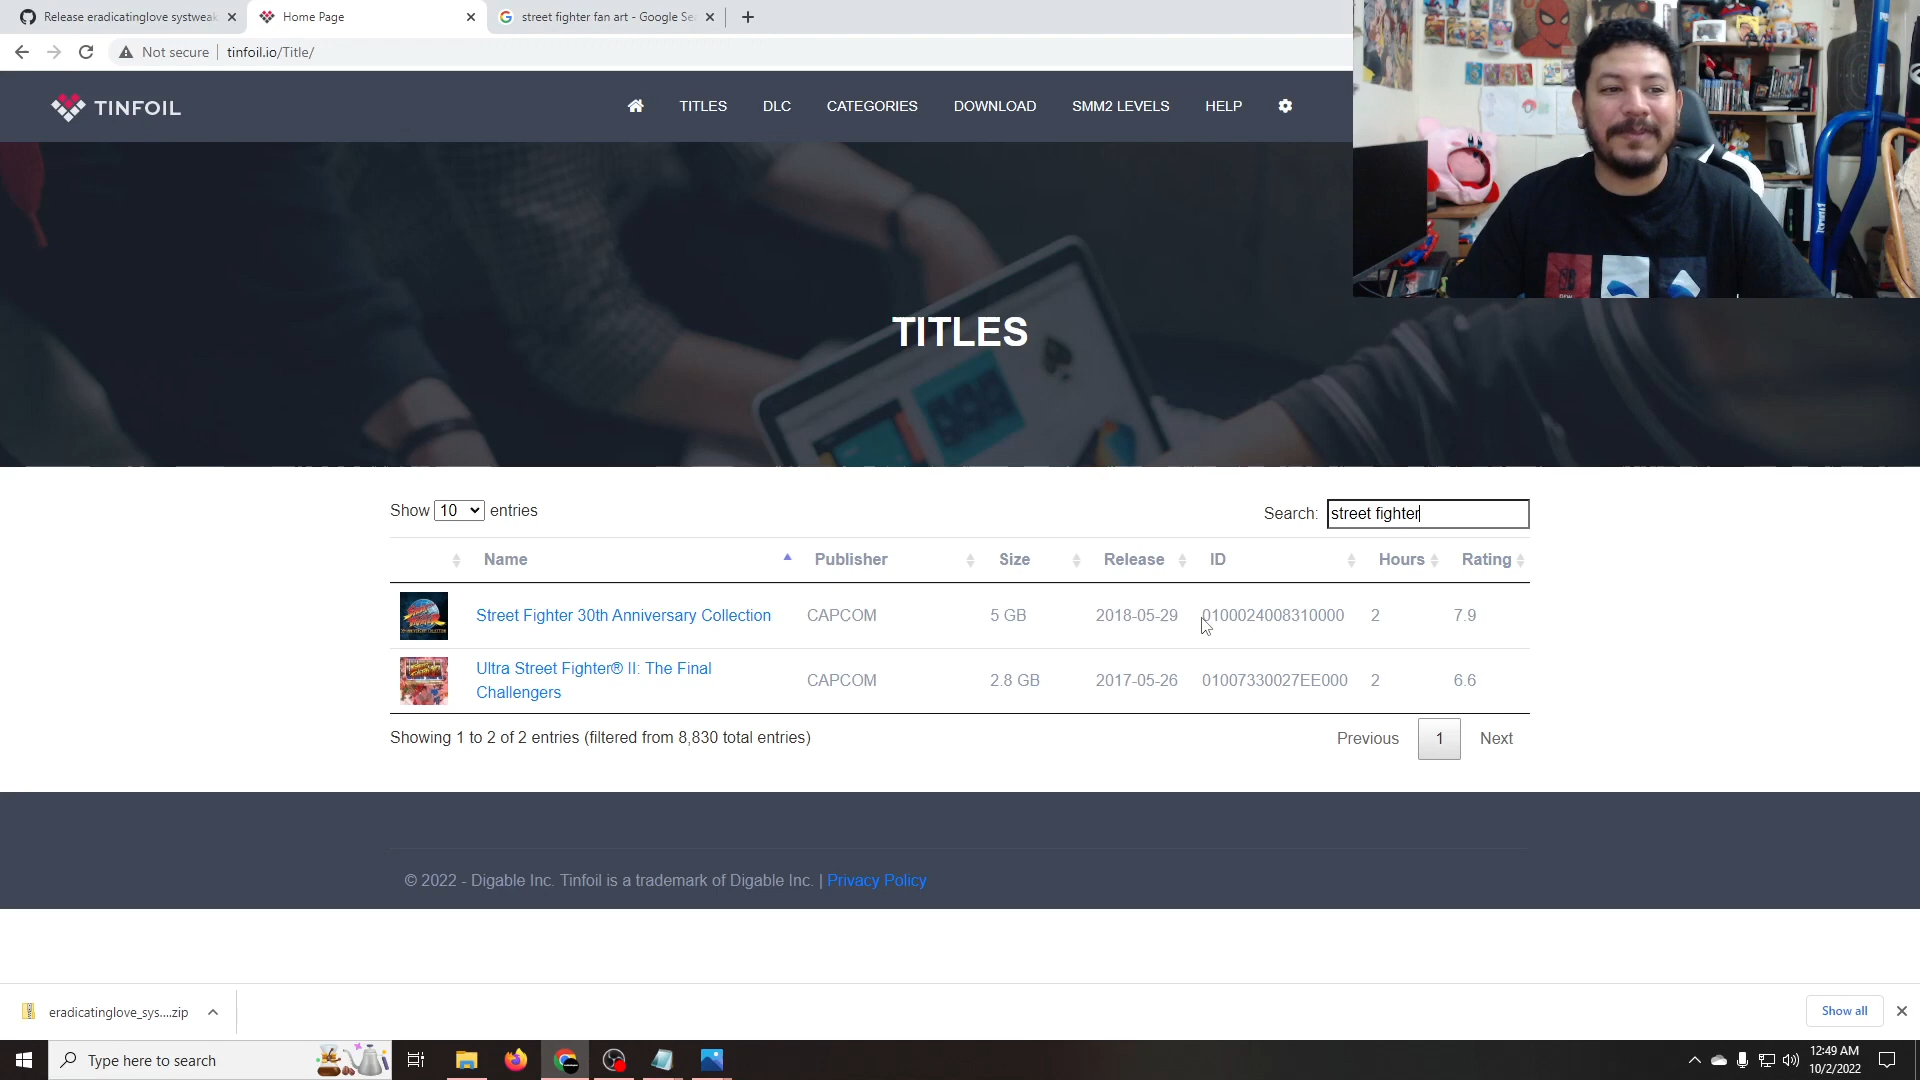 Release eradicatinglove systweak
Home Page
street fighter fan art - Google Se
Not secure
tinfoil.io/Title/
TINFOIL
TITLES
DLC
CATEGORIES
DOWNLOAD
SMM2 LEVELS
HELP
TITLES
Show 10 entries
Search: street fighter
Name
Publisher
Size
Release
ID
Hours
Rating
Street Fighter 30th Anniversary Collection
CAPCOM
5 GB
2018-05-29
0100024008310000
2
7.9
Ultra Street Fighter® II: The Final
Challengers
CAPCOM
2.8 GB
2017-05-26
01007330027EE000
2
6.6
Showing 1 to 2 of 2 entries (filtered from 8,830 total entries)
Previous
1
Next
© 2022 - Digable Inc. Tinfoil is a trademark of Digable Inc. | Privacy Policy
eradicatinglove_sys....zip
Show all
Type here to search
12:49 AM
10/2/2022